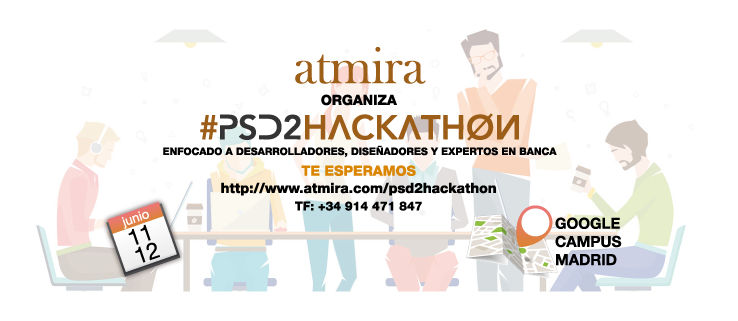 atmira
ORGANIZA
#PSD2HACKATHON
ENFOCADO A DESARROLLADORES, DISEÑADORES Y EXPERTOS EN BANCA
TE ESPERAMOS
http://www.atmira.com/psd2hackathon
TF: +34 914 471 847
junio
11
12
GOOGLE
CAMPUS
MADRID